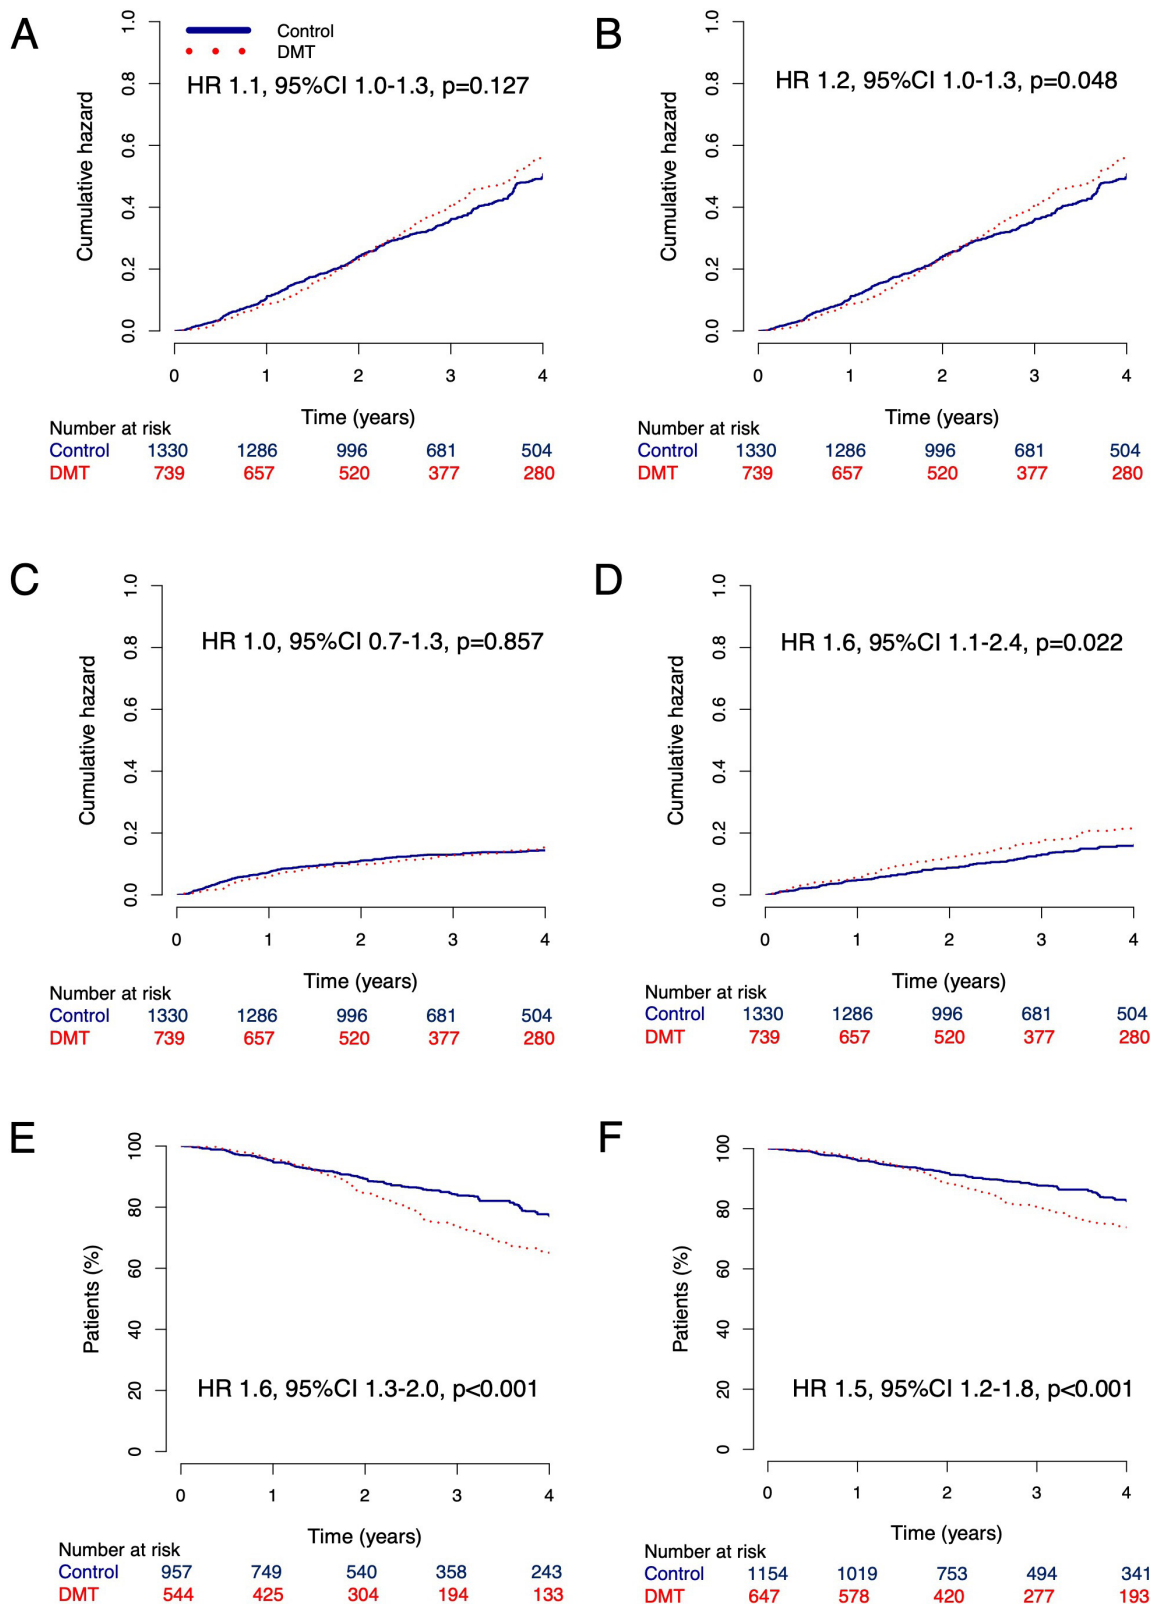 A
Control
DMT
HR 1.1, 95%CI 1.0-1.3, p=0.127
Cumulative hazard
1.0
0.8
0.6
0.4
0.2
0.0
0 1 2 3 4
Time (years)
Number at risk
Control 1330 1286 996 681 504
DMT 739 657 520 377 280
B
HR 1.2, 95%CI 1.0-1.3, p=0.048
Cumulative hazard
1.0
0.8
0.6
0.4
0.2
0.0
0 1 2 3 4
Time (years)
Number at risk
Control 1330 1286 996 681 504
DMT 739 657 520 377 280
C
HR 1.0, 95%CI 0.7-1.3, p=0.857
Cumulative hazard
1.0
0.8
0.6
0.4
0.2
0.0
0 1 2 3 4
Time (years)
Number at risk
Control 1330 1286 996 681 504
DMT 739 657 520 377 280
D
HR 1.6, 95%CI 1.1-2.4, p=0.022
Cumulative hazard
1.0
0.8
0.6
0.4
0.2
0.0
0 1 2 3 4
Time (years)
Number at risk
Control 1330 1286 996 681 504
DMT 739 657 520 377 280
E
Patients (%)
100
80
60
40
20
0
HR 1.6, 95%CI 1.3-2.0, p<0.001
0 1 2 3 4
Time (years)
Number at risk
Control 957 749 540 358 243
DMT 544 425 304 194 133
F
Patients (%)
100
80
60
40
20
0
HR 1.5, 95%CI 1.2-1.8, p<0.001
0 1 2 3 4
Time (years)
Number at risk
Control 1154 1019 753 494 341
DMT 647 578 420 277 193